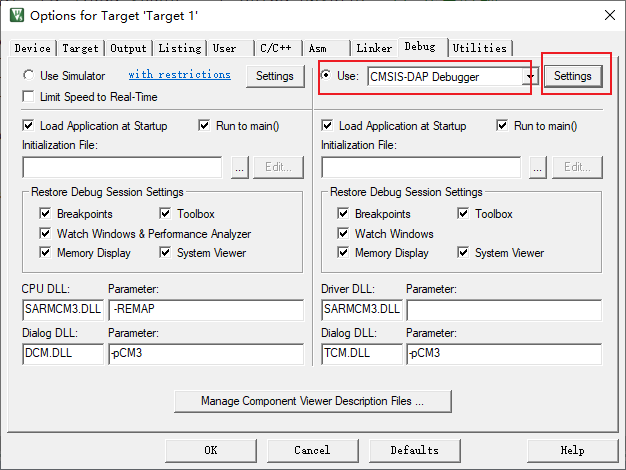 Options for Target 'Target 1'
Device Target Output Listing User C/C++ Asm Linker Debug Utilities
Use Simulator with restrictions Settings
Limit Speed to Real-Time
Use: CMSIS-DAP Debugger Settings
Load Application at Startup Run to main()
Initialization File:
... Edit...
Load Application at Startup Run to main()
Initialization File:
... Edit...
Restore Debug Session Settings
Breakpoints Toolbox
Watch Windows & Performance Analyzer
Memory Display System Viewer
Restore Debug Session Settings
Breakpoints Toolbox
Watch Windows
Memory Display System Viewer
CPU DLL: Parameter:
SARMCM3.DLL -REMAP
Dialog DLL: Parameter:
DCM.DLL -pCM3
Driver DLL: Parameter:
SARMCM3.DLL
Dialog DLL: Parameter:
TCM.DLL -pCM3
Manage Component Viewer Description Files ...
OK Cancel Defaults Help